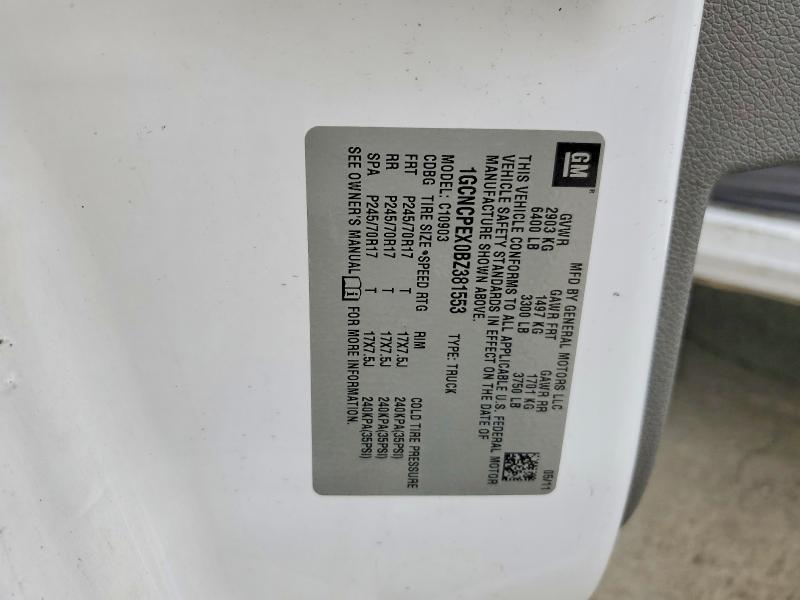 GM®
MFD BY GENERAL MOTORS LLC 05/11
GVWR GAWR FRT GAWR RR
2903 KG 1497 KG 1701 KG
6400 LB 3300 LB 3750 LB
THIS VEHICLE CONFORMS TO ALL APPLICABLE U.S. FEDERAL MOTOR
VEHICLE SAFETY STANDARDS IN EFFECT ON THE DATE OF
MANUFACTURE SHOWN ABOVE.
1GCNCPEX0BZ381553 TYPE: TRUCK
MODEL: C10903
CDBG TIRE SIZE *SPEED RTG RIM COLD TIRE PRESSURE
FRT P245/70R17 T 17X7.5J 240KPA(35PSI)
RR P245/70R17 T 17X7.5J 240KPA(35PSI)
SPA P245/70R17 T 17X7.5J 240KPA(35PSI)
SEE OWNER'S MANUAL i FOR MORE INFORMATION.